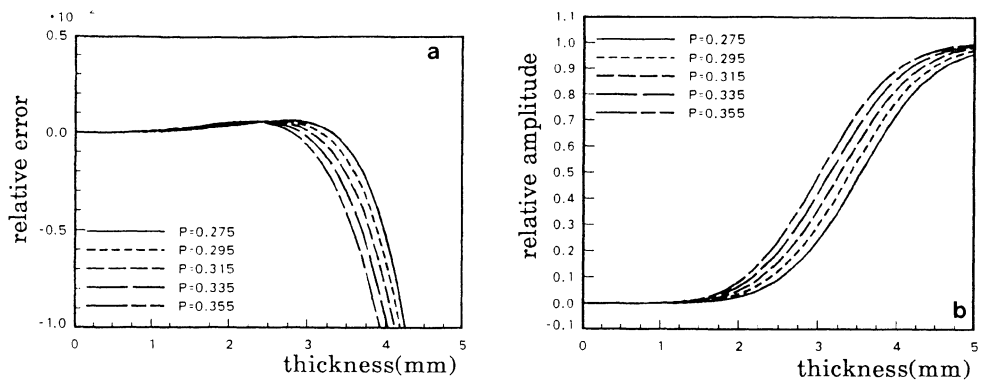 ·10 ²
0.5
0.0
-0.5
-1.0
relative error
a
P=0.275
P=0.295
P=0.315
P=0.335
P=0.355
0 1 2 3 4 5
thickness(mm)
1.1
1.0
0.9
0.8
0.7
0.6
0.5
0.4
0.3
0.2
0.1
0.0
-0.1
relative amplitude
P=0.275
P=0.295
P=0.315
P=0.335
P=0.355
b
0 1 2 3 4 5
thickness(mm)